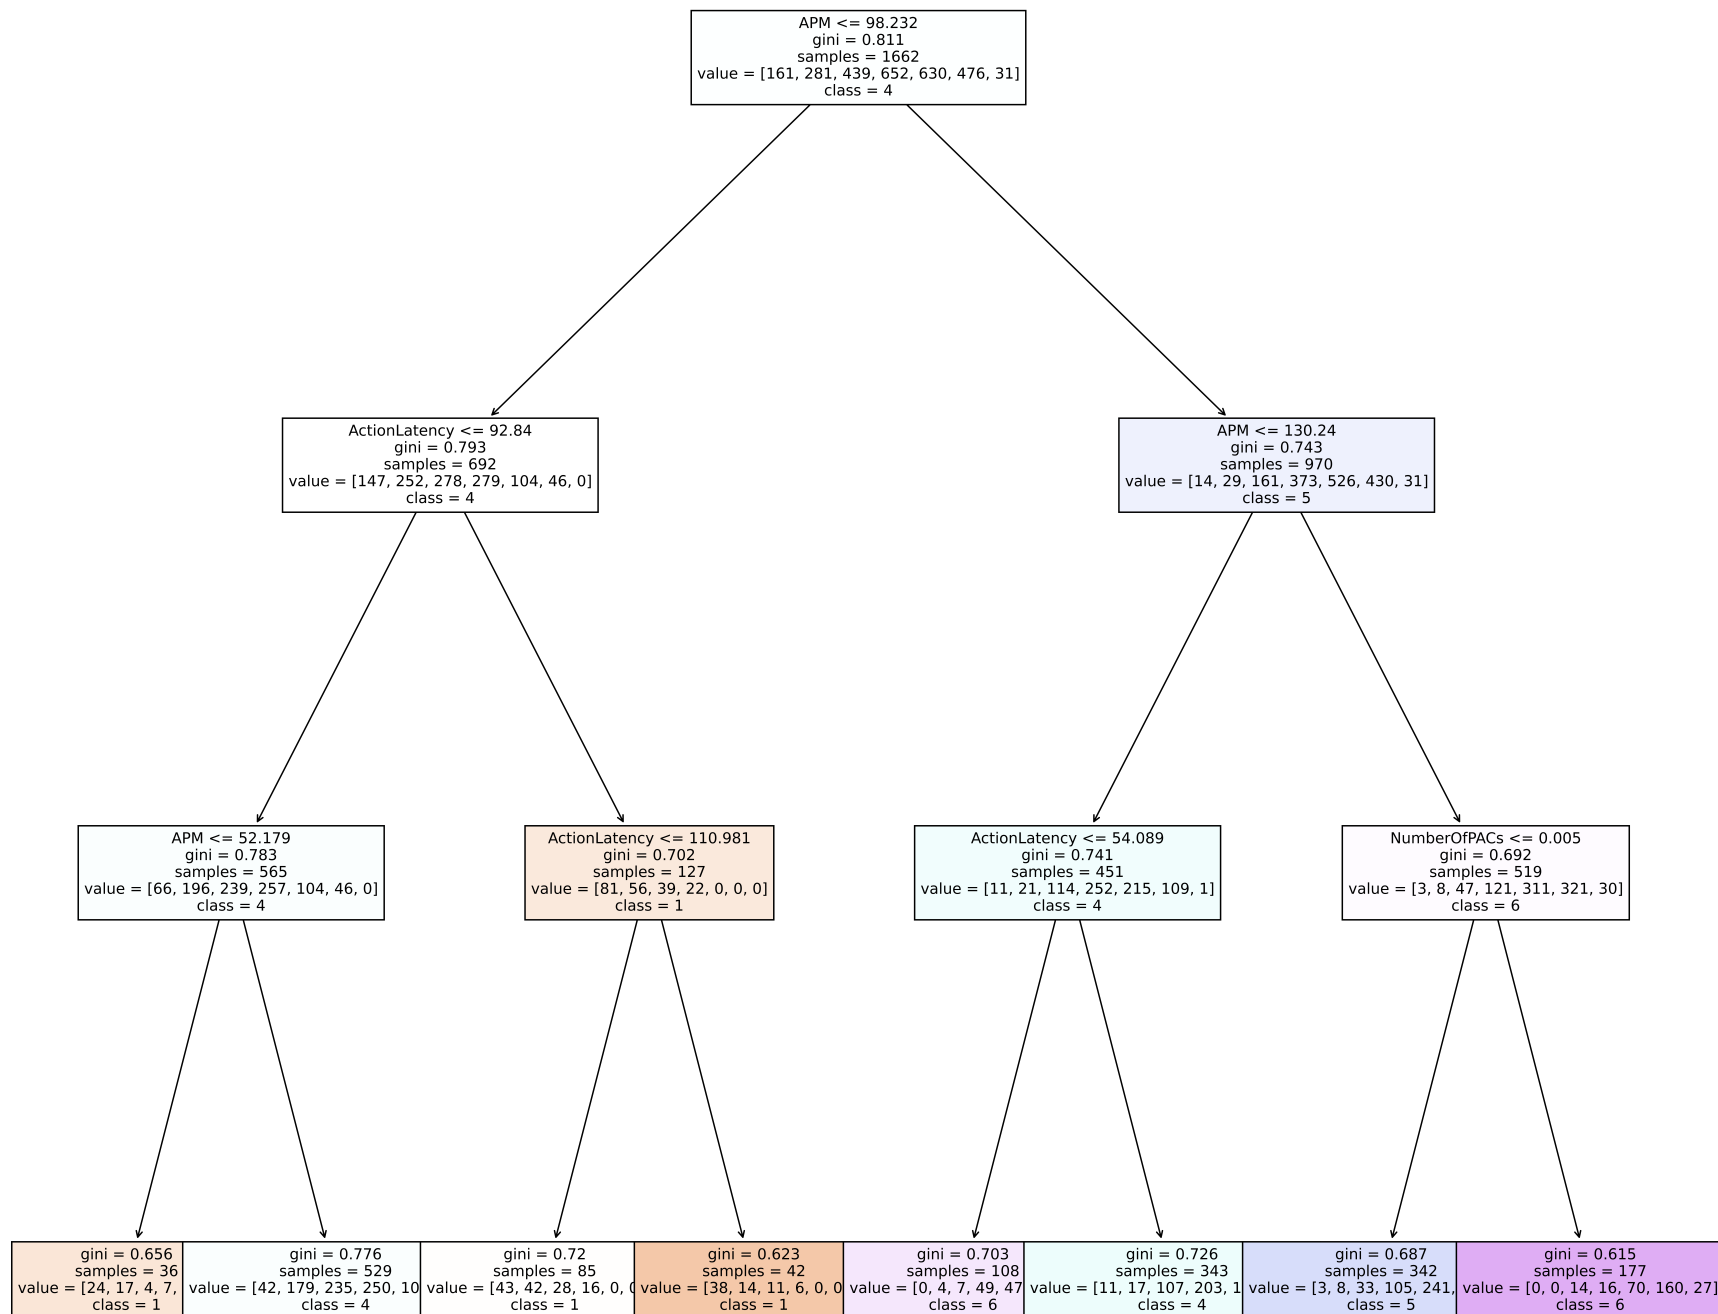 APM <= 98.232
gini = 0.811
samples = 1662
value = [161, 281, 439, 652, 630, 476, 31]
class = 4
ActionLatency <= 92.84
gini = 0.793
samples = 692
value = [147, 252, 278, 279, 104, 46, 0]
class = 4
APM <= 130.24
gini = 0.743
samples = 970
value = [14, 29, 161, 373, 526, 430, 31]
class = 5
APM <= 52.179
gini = 0.783
samples = 565
value = [66, 196, 239, 257, 104, 46, 0]
class = 4
ActionLatency <= 110.981
gini = 0.702
samples = 127
value = [81, 56, 39, 22, 0, 0, 0]
class = 1
ActionLatency <= 54.089
gini = 0.741
samples = 451
value = [11, 21, 114, 252, 215, 109, 1]
class = 4
NumberOfPACs <= 0.005
gini = 0.692
samples = 519
value = [3, 8, 47, 121, 311, 321, 30]
class = 6
gini = 0.656
samples = 36
value = [24, 17, 4, 7,
class = 1
gini = 0.776
samples = 529
value = [42, 179, 235, 250, 10
class = 4
gini = 0.72
samples = 85
value = [43, 42, 28, 16, 0,
class = 1
gini = 0.623
samples = 42
value = [38, 14, 11, 6, 0, 0
class = 1
gini = 0.703
samples = 108
value = [0, 4, 7, 49, 47
class = 6
gini = 0.726
samples = 343
value = [11, 17, 107, 203, 1
class = 4
gini = 0.687
samples = 342
value = [3, 8, 33, 105, 241,
class = 5
gini = 0.615
samples = 177
value = [0, 0, 14, 16, 70, 160, 27]
class = 6